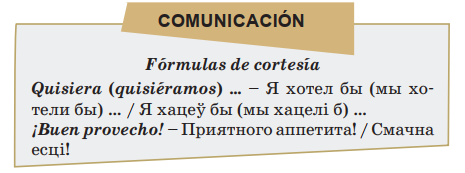 COMUNICACIÓN
Fórmulas de cortesía
Quisiera (quisiéramos) ... – Я хотел бы (мы хо-
тели бы) ... / Я хацеў бы (мы хацелі б) ...
¡Buen provecho! – Приятного аппетита! / Смачна
есці!